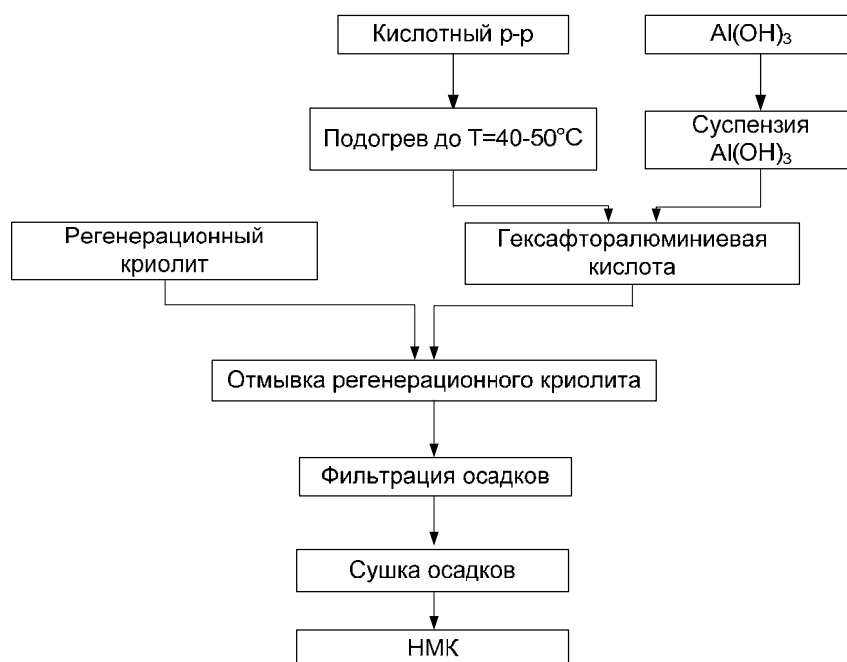 Кислотный р-р
Al(OH)₃
Подогрев до Т=40-50°С
Суспензия
Al(OH)₃
Регенерационный
криолит
Гексафторалюминиевая
кислота
Отмывка регенерационного криолита
Фильтрация осадков
Сушка осадков
НМК